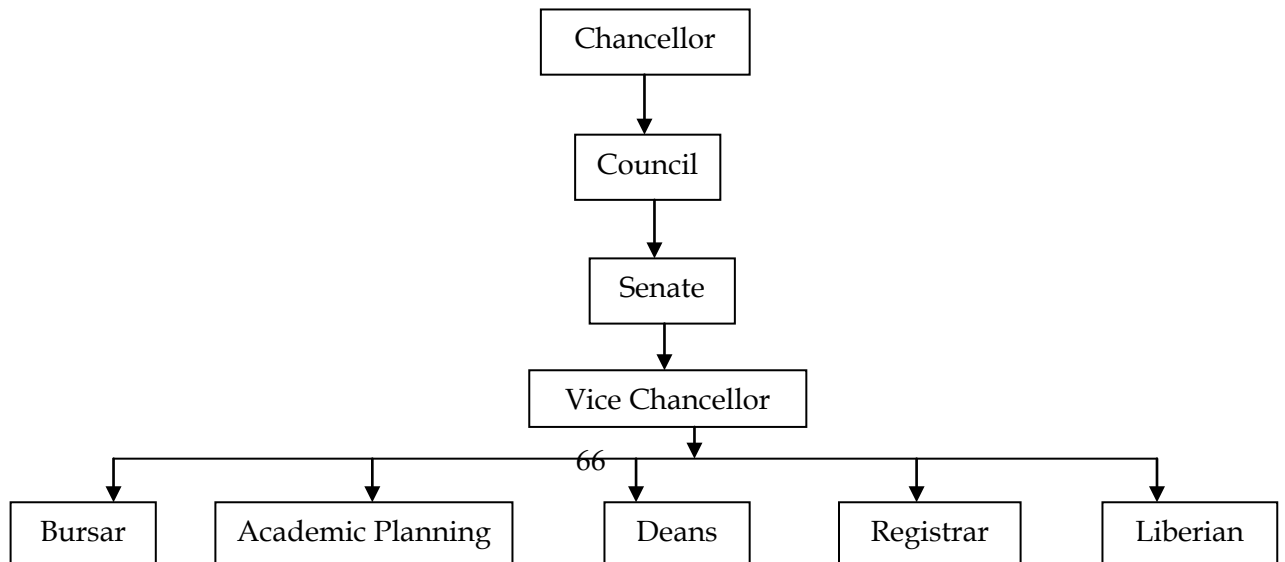 Chancellor
Council
Senate
Vice Chancellor
66
Bursar
Academic Planning
Deans
Registrar
Liberian